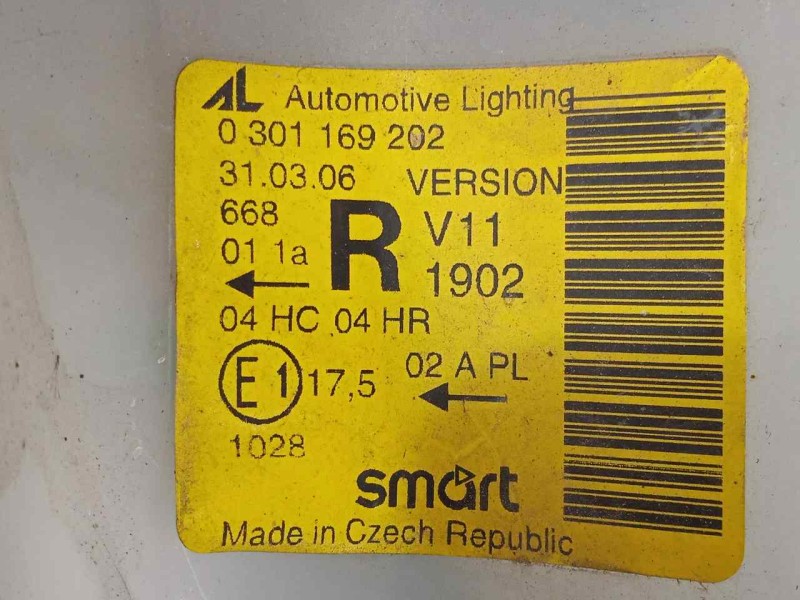 AL Automotive Lighting
0 301 169 202
31.03.06 VERSION
668 R V11
01 1a 1902
04 HC 04 HR
E1 17,5 02 A PL
1028
smart
Made in Czech Republic